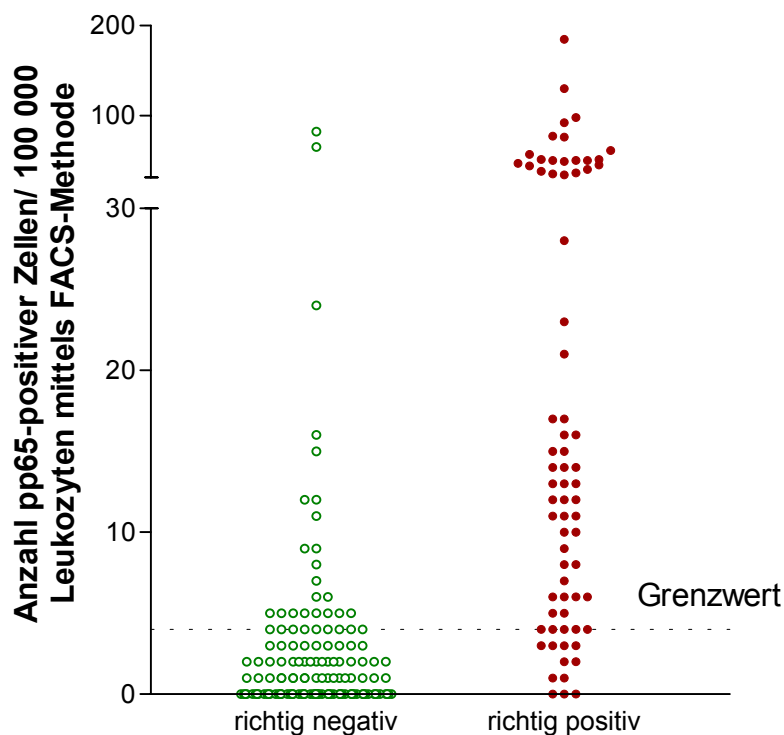 Anzahl pp65-positiver Zellen/ 100 000
Leukozyten mittels FACS-Methode
200
100
30
20
10
0
Grenzwert
richtig negativ
richtig positiv